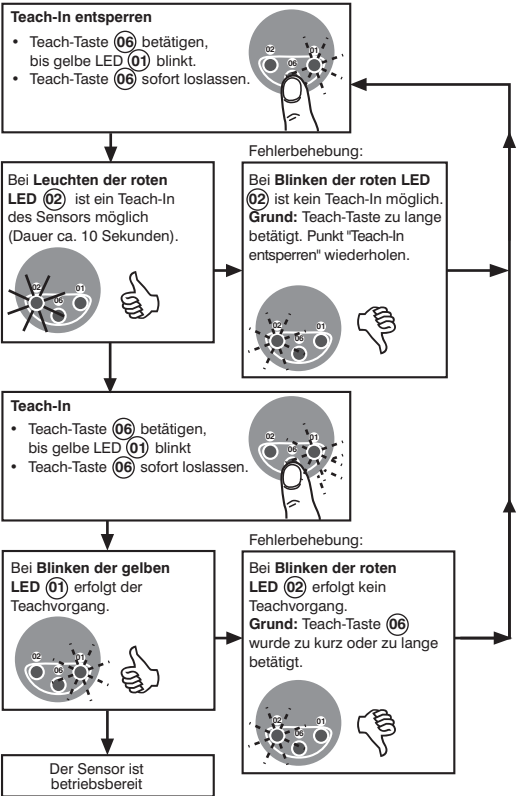 Teach-In entsperren
• Teach-Taste 06 betätigen,
bis gelbe LED 01 blinkt.
• Teach-Taste 06 sofort loslassen.
02 06 01
Bei Leuchten der roten
LED 02 ist ein Teach-In
des Sensors möglich
(Dauer ca. 10 Sekunden).
02 06 01
Fehlerbehebung:
Bei Blinken der roten LED
02 ist kein Teach-In möglich.
Grund: Teach-Taste zu lange
betätigt. Punkt "Teach-In
entsperren" wiederholen.
02 06 01
Teach-In
• Teach-Taste 06 betätigen,
bis gelbe LED 01 blinkt
• Teach-Taste 06 sofort loslassen.
02 06 01
Bei Blinken der gelben
LED 01 erfolgt der
Teachvorgang.
02 06 01
Fehlerbehebung:
Bei Blinken der roten
LED 02 erfolgt kein
Teachvorgang.
Grund: Teach-Taste 06
wurde zu kurz oder zu lange
betätigt.
02 06 01
Der Sensor ist
betriebsbereit